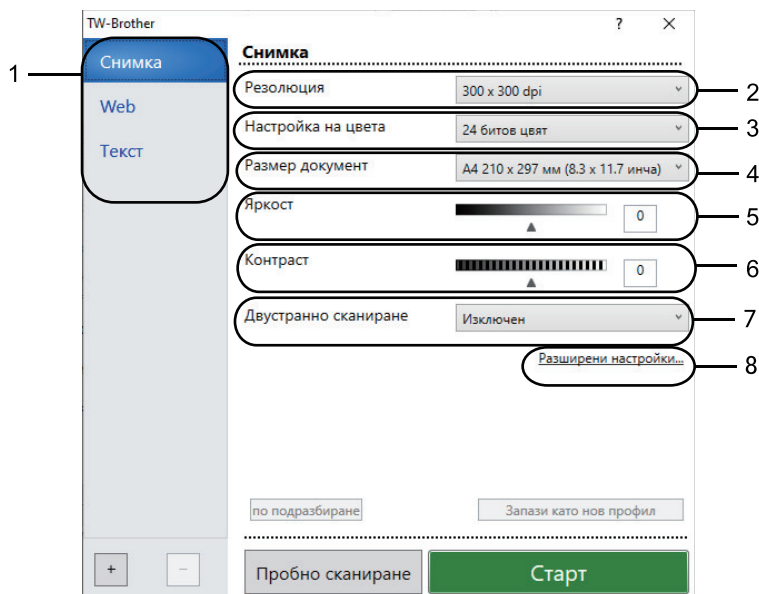 TW-Brother ? ×
1
Снимка
Web
Текст
Снимка
Резолюция 300 x 300 dpi 2
Настройка на цвета 24 битов цвят 3
Размер документ A4 210 x 297 мм (8.3 x 11.7 инча) 4
Яркост 0 5
Контраст 0 6
Двустранно сканиране Изключен 7
Разширени настройки... 8
по подразбиране Запази като нов профил
+ − Пробно сканиране Старт